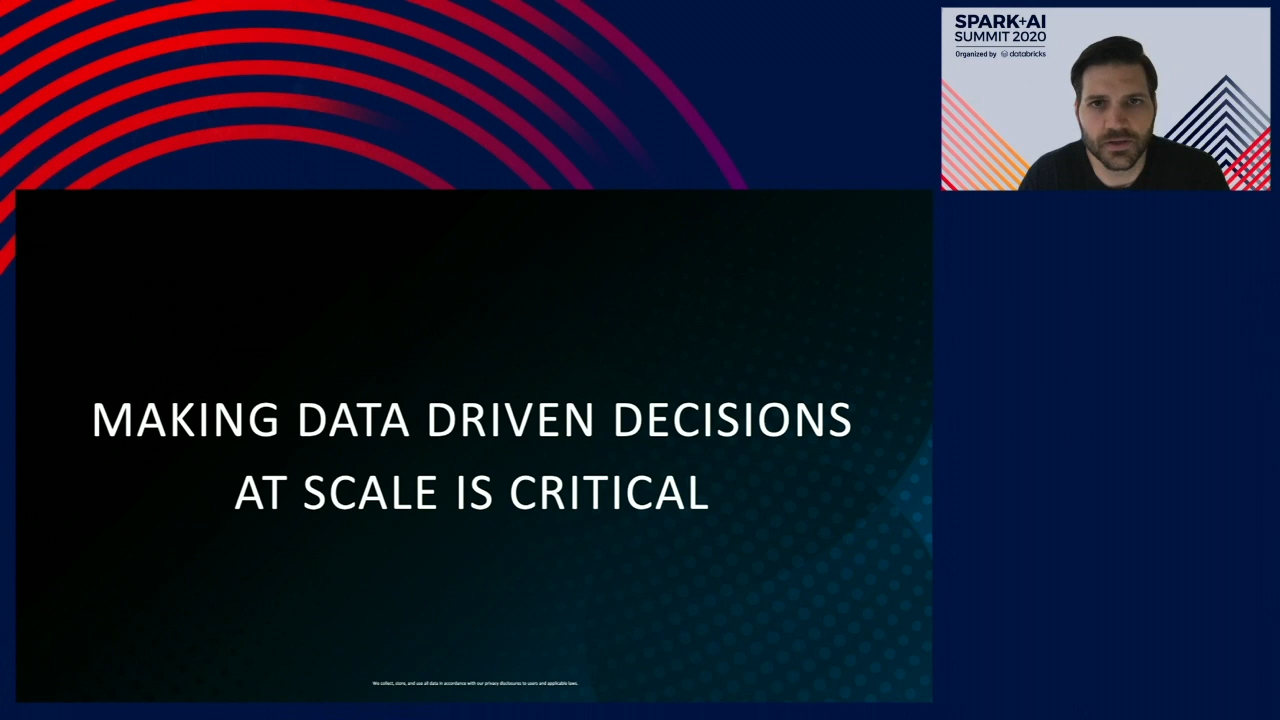 SPARK+AI
SUMMIT 2020
Organized by databricks
MAKING DATA DRIVEN DECISIONS
AT SCALE IS CRITICAL
We collect, store, and use all data in accordance with our privacy disclosures to users and applicable laws.